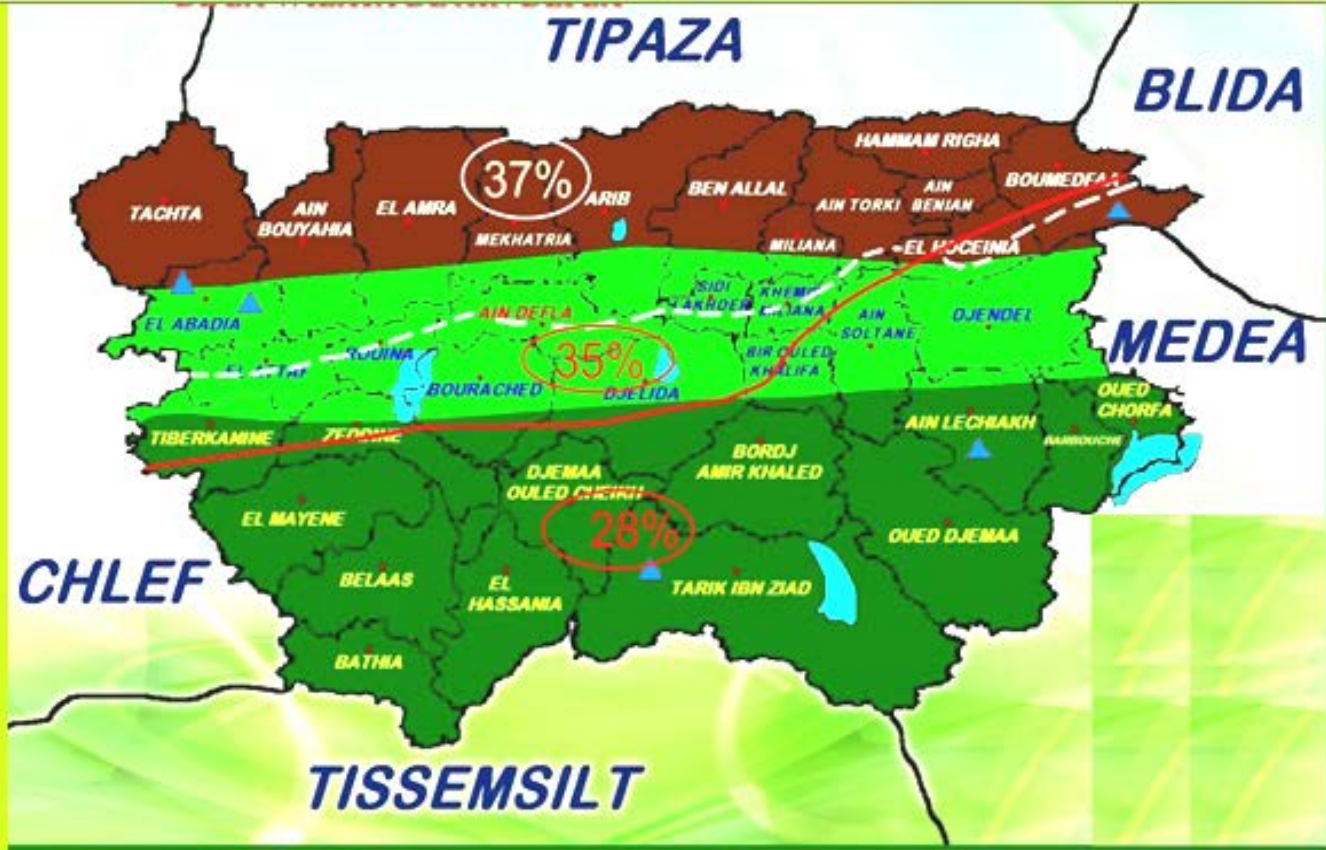 TIPAZA
BLIDA
HAMMAM RIGHA
37%
BOUMEDFAA
BEN ALLAL
AIN
BENIAN
TACHTA
AIN
BOUYAHIA
EL AMRA
ARIB
AIN TORKI
MEKHATRIA
MILIANA
EL HOCEINIA
SIDI
LAKHDER
KHEMIS
MILIANA
EL ABADIA
AIN DEFLA
AIN
SOLTANE
DJENDEL
MEDEA
ROUINA
35%
BIR OULED
KHALIFA
EL ATTAF
BOURACHED
DJELIDA
OUED
CHORFA
TIBERKANINE
ZEDDINE
AIN LECHIAKH
BARBOUCHE
BORDJ
AMIR KHALED
DJEMAA
OULED CHEIKH
EL MAYENE
28%
OUED DJEMAA
CHLEF
BELAAS
EL
HASSANIA
TARIK IBN ZIAD
BATHIA
TISSEMSILT